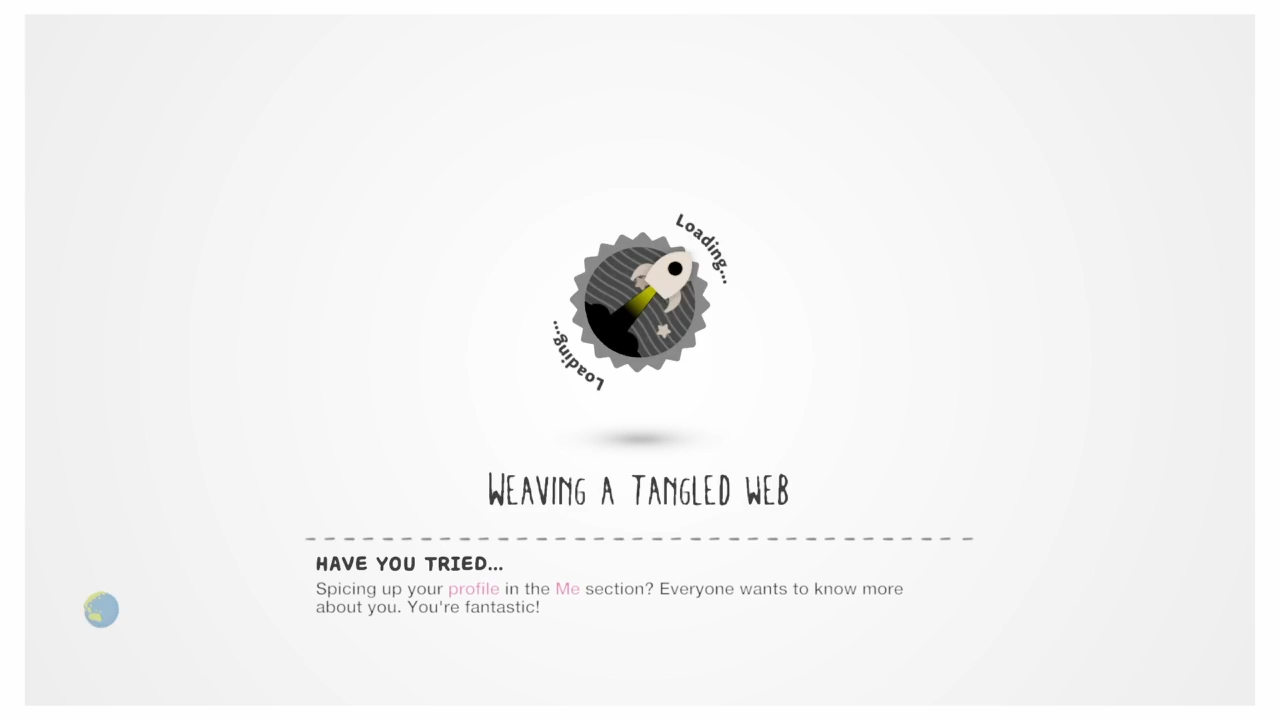 Loading...
Loading...
WEAVING A TANGLED WEB
HAVE YOU TRIED...
Spicing up your profile in the Me section? Everyone wants to know more
about you. You're fantastic!